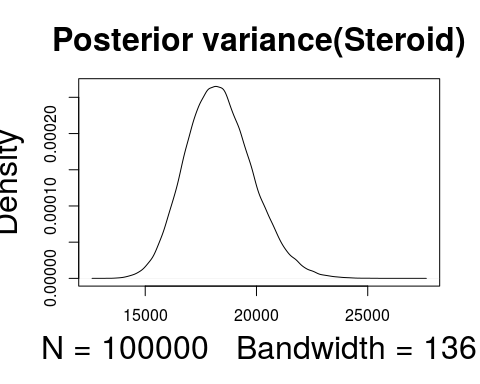 Posterior variance(Steroid)
Density
0.00020
0.00010
0.00000
15000 20000 25000
N = 100000 Bandwidth = 136